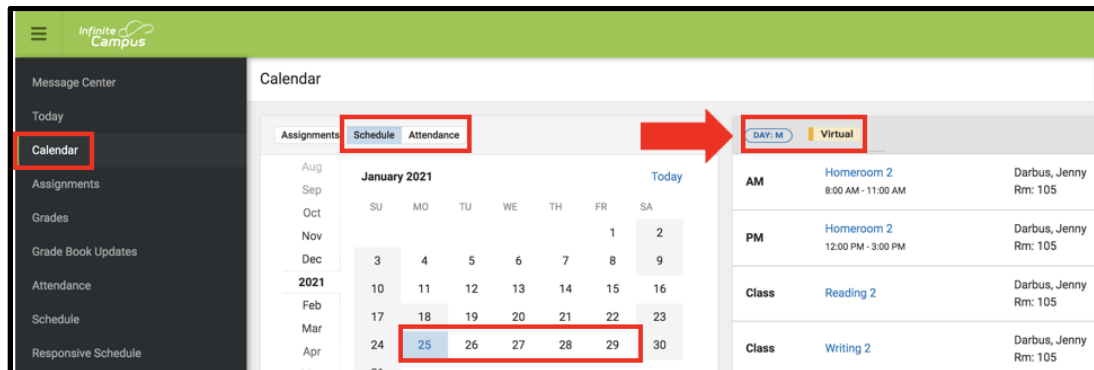 Infinite
Campus
Message Center
Today
Calendar
Assignments
Grades
Grade Book Updates
Attendance
Schedule
Responsive Schedule
Calendar
Assignments Schedule Attendance
Aug
Sep
Oct
Nov
Dec
2021
Feb
Mar
Apr
January 2021 Today
SU MO TU WE TH FR SA
1 2
3 4 5 6 7 8 9
10 11 12 13 14 15 16
17 18 19 20 21 22 23
24 25 26 27 28 29 30
DAY: M Virtual
AM Homeroom 2 Darbus, Jenny
8:00 AM - 11:00 AM Rm: 105
PM Homeroom 2 Darbus, Jenny
12:00 PM - 3:00 PM Rm: 105
Class Reading 2 Darbus, Jenny
Rm: 105
Class Writing 2 Darbus, Jenny
Rm: 105